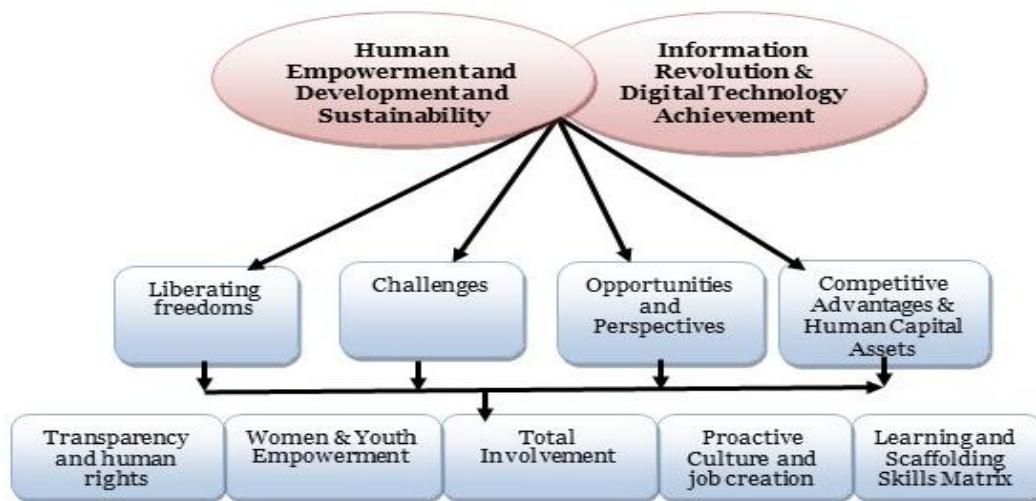 Human
Empowerment and
Development and
Sustainability
Information
Revolution &
Digital Technology
Achievement
Liberating
freedoms
Challenges
Opportunities
and
Perspectives
Competitive
Advantages &
Human Capital
Assets
Transparency
and human
rights
Women & Youth
Empowerment
Total
Involvement
Proactive
Culture and
job creation
Learning and
Scaffolding
Skills Matrix